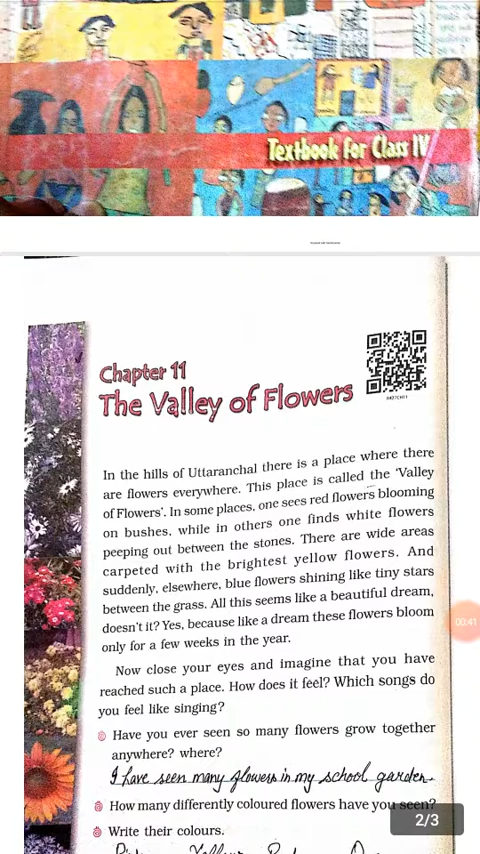 Textbook for Class IV
Chapter 11
The Valley of Flowers
In the hills of Uttaranchal there is a place where there
are flowers everywhere. This place is called the ‘Valley
of Flowers’. In some places, one sees red flowers blooming
on bushes, while in others one finds white flowers
peeping out between the stones. There are wide areas
carpeted with the brightest yellow flowers. And
suddenly, elsewhere, blue flowers shining like tiny stars
between the grass. All this seems like a beautiful dream,
doesn’t it? Yes, because like a dream these flowers bloom
only for a few weeks in the year.
00:41
Now close your eyes and imagine that you have
reached such a place. How does it feel? Which songs do
you feel like singing?
Have you ever seen so many flowers grow together
anywhere? where?
I have seen many flowers in my school garden.
How many differently coloured flowers have you seen?
2/3
Write their colours.